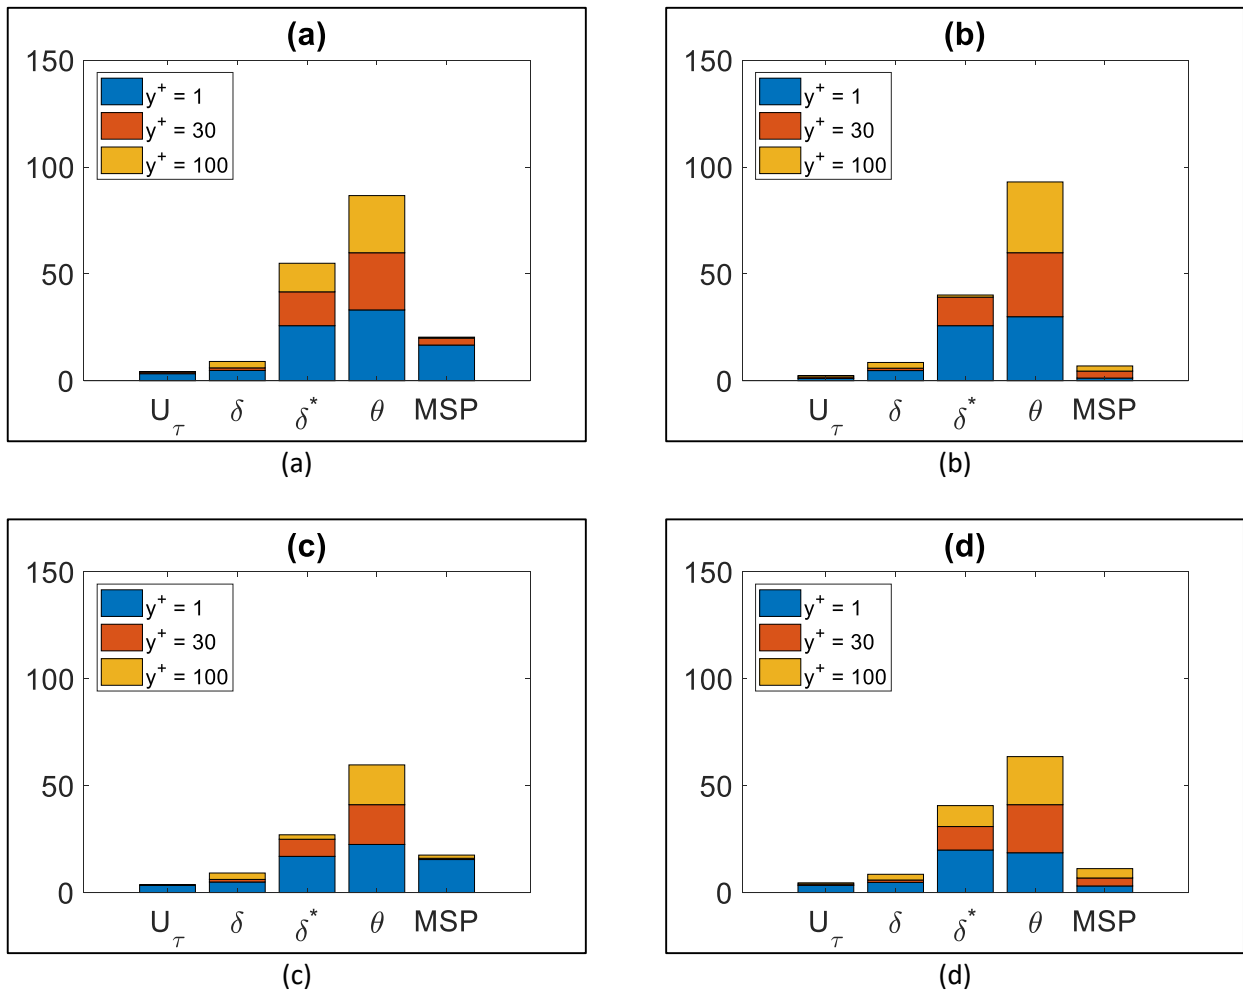 (a)
150
100
50
0
y+ = 1
y+ = 30
y+ = 100
Uτ δ δ* θ MSP
(a)
(b)
150
100
50
0
y+ = 1
y+ = 30
y+ = 100
Uτ δ δ* θ MSP
(b)
(c)
150
100
50
0
y+ = 1
y+ = 30
y+ = 100
Uτ δ δ* θ MSP
(c)
(d)
150
100
50
0
y+ = 1
y+ = 30
y+ = 100
Uτ δ δ* θ MSP
(d)